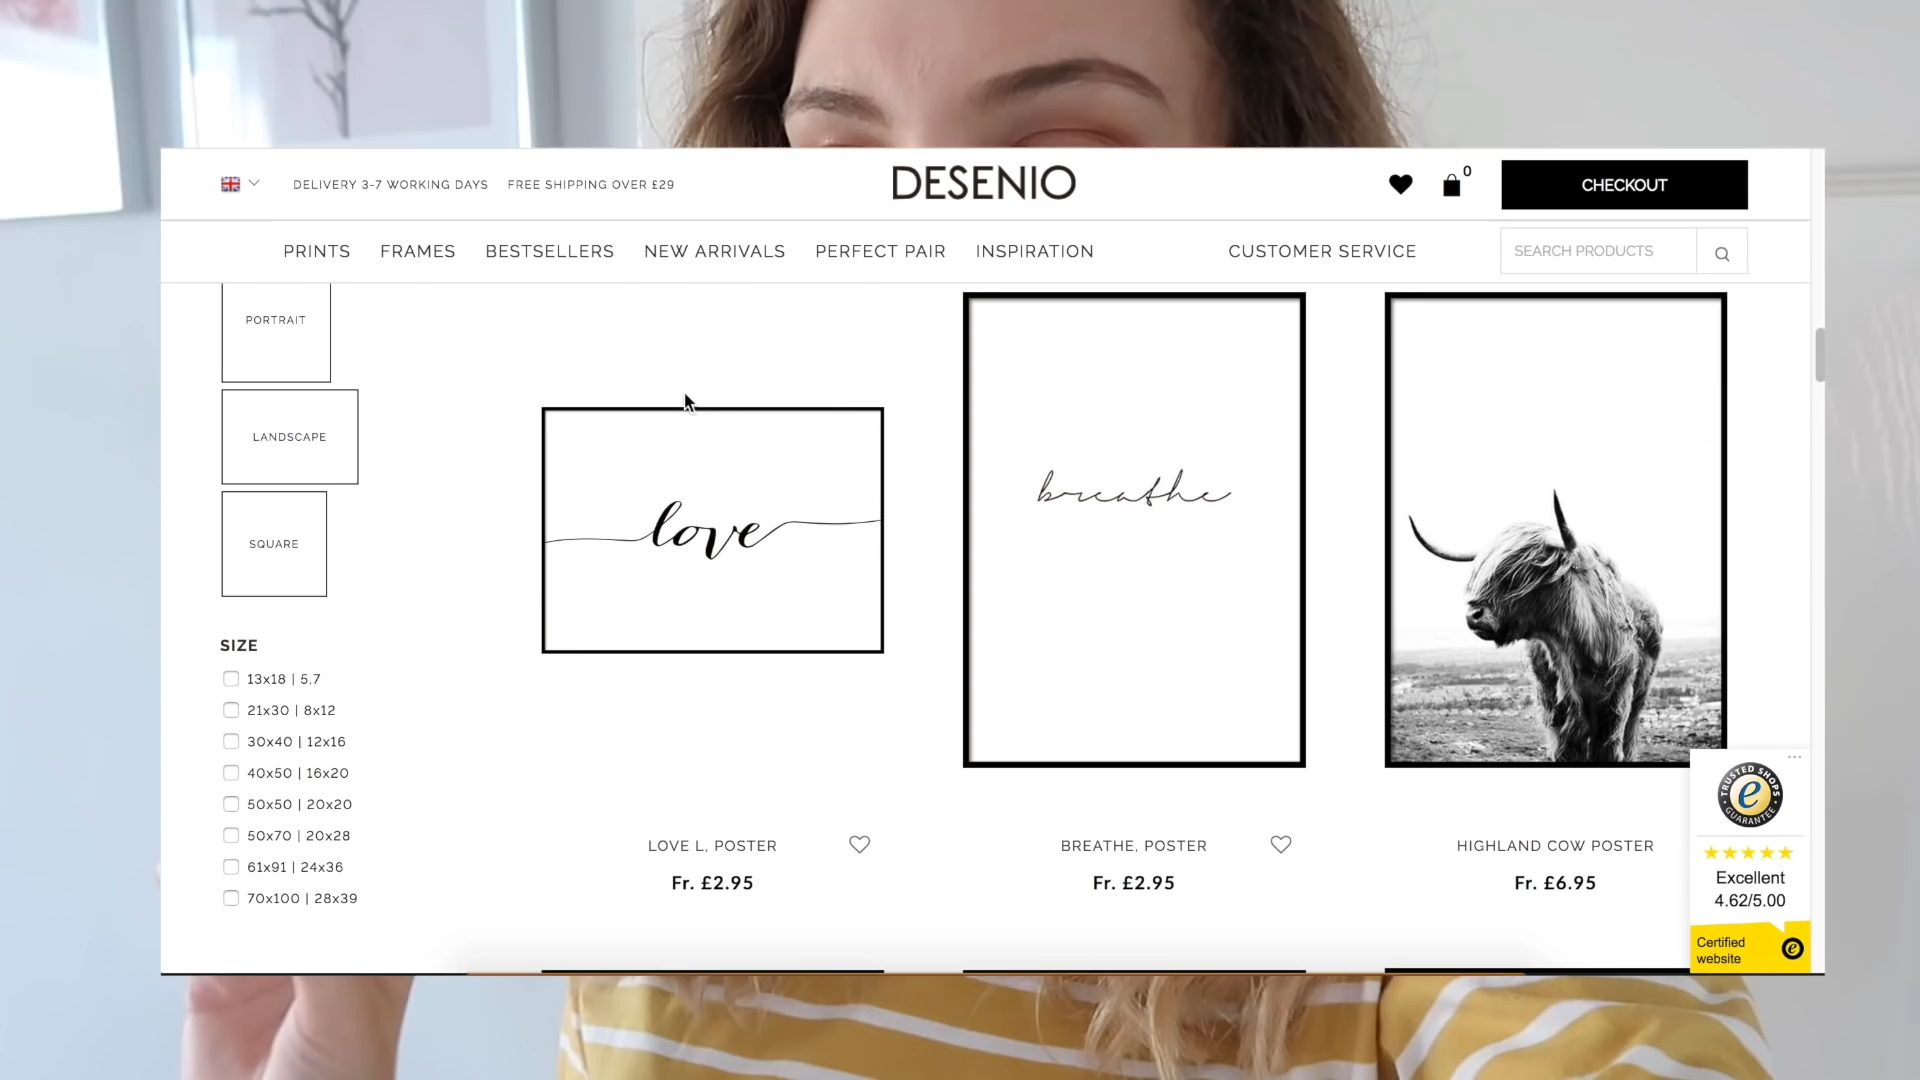 DELIVERY 3-7 WORKING DAYS FREE SHIPPING OVER £29
DESENIO
0
CHECKOUT
PRINTS FRAMES BESTSELLERS NEW ARRIVALS PERFECT PAIR INSPIRATION CUSTOMER SERVICE SEARCH PRODUCTS
PORTRAIT
LANDSCAPE
SQUARE
SIZE
13x18 | 5,7
21x30 | 8x12
30x40 | 12x16
40x50 | 16x20
50x50 | 20x20
50x70 | 20x28
61x91 | 24x36
70x100 | 28x39
love
breathe
LOVE L, POSTER
Fr. £2.95
BREATHE, POSTER
Fr. £2.95
HIGHLAND COW POSTER
Fr. £6.95
TRUSTED SHOPS
e
GUARANTEE
Excellent
4.62/5.00
Certified
website
e